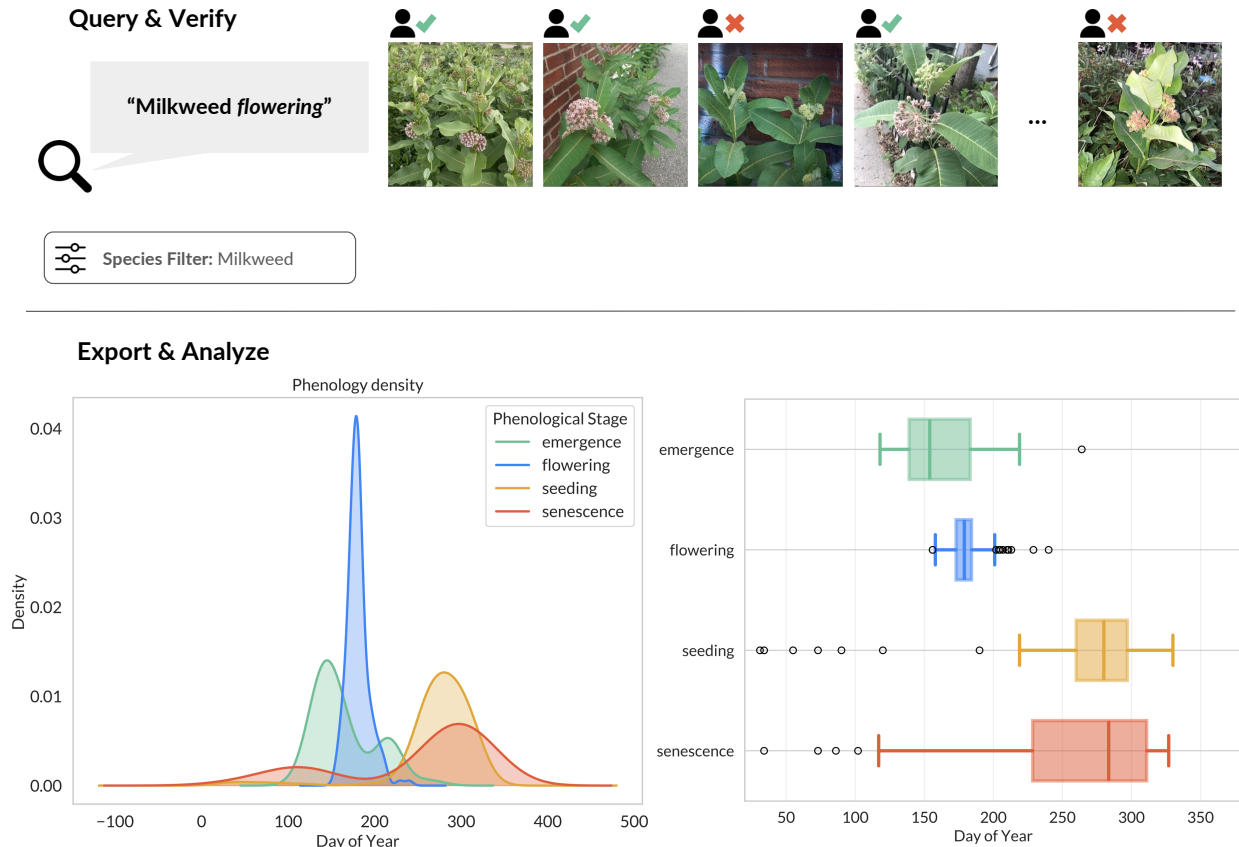 Query & Verify
“Milkweed flowering”
...
Species Filter: Milkweed
Export & Analyze
Phenology density
Density
0.04
0.03
0.02
0.01
0.00
Phenological Stage
emergence
flowering
seeding
senescence
−100 0 100 200 300 400 500
Day of Year
emergence
flowering
seeding
senescence
50 100 150 200 250 300 350
Day of Year